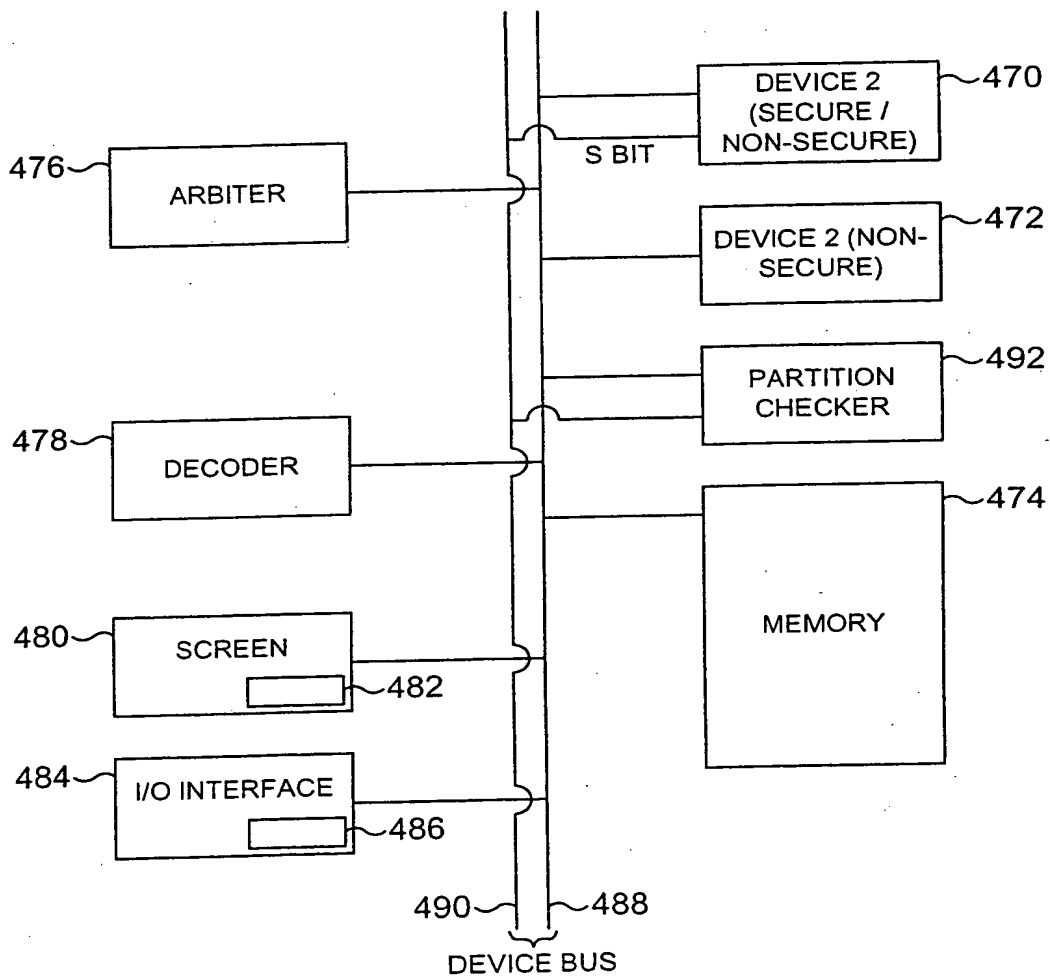 DEVICE 2
(SECURE /
NON-SECURE)
470
S BIT
476
ARBITER
DEVICE 2 (NON-
SECURE)
472
PARTITION
CHECKER
492
478
DECODER
MEMORY
474
480
SCREEN
482
484
I/O INTERFACE
486
490
488
DEVICE BUS